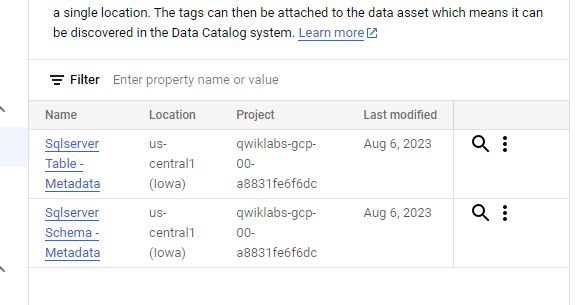 a single location. The tags can then be attached to the data asset which means it can
be discovered in the Data Catalog system. Learn more
Filter Enter property name or value
Name Location Project Last modified
Sqlserver us- qwiklabs-gcp- Aug 6, 2023
Table - central1 00-
Metadata (Iowa) a8831fe6f6dc
Sqlserver us- qwiklabs-gcp- Aug 6, 2023
Schema - central1 00-
Metadata (Iowa) a8831fe6f6dc